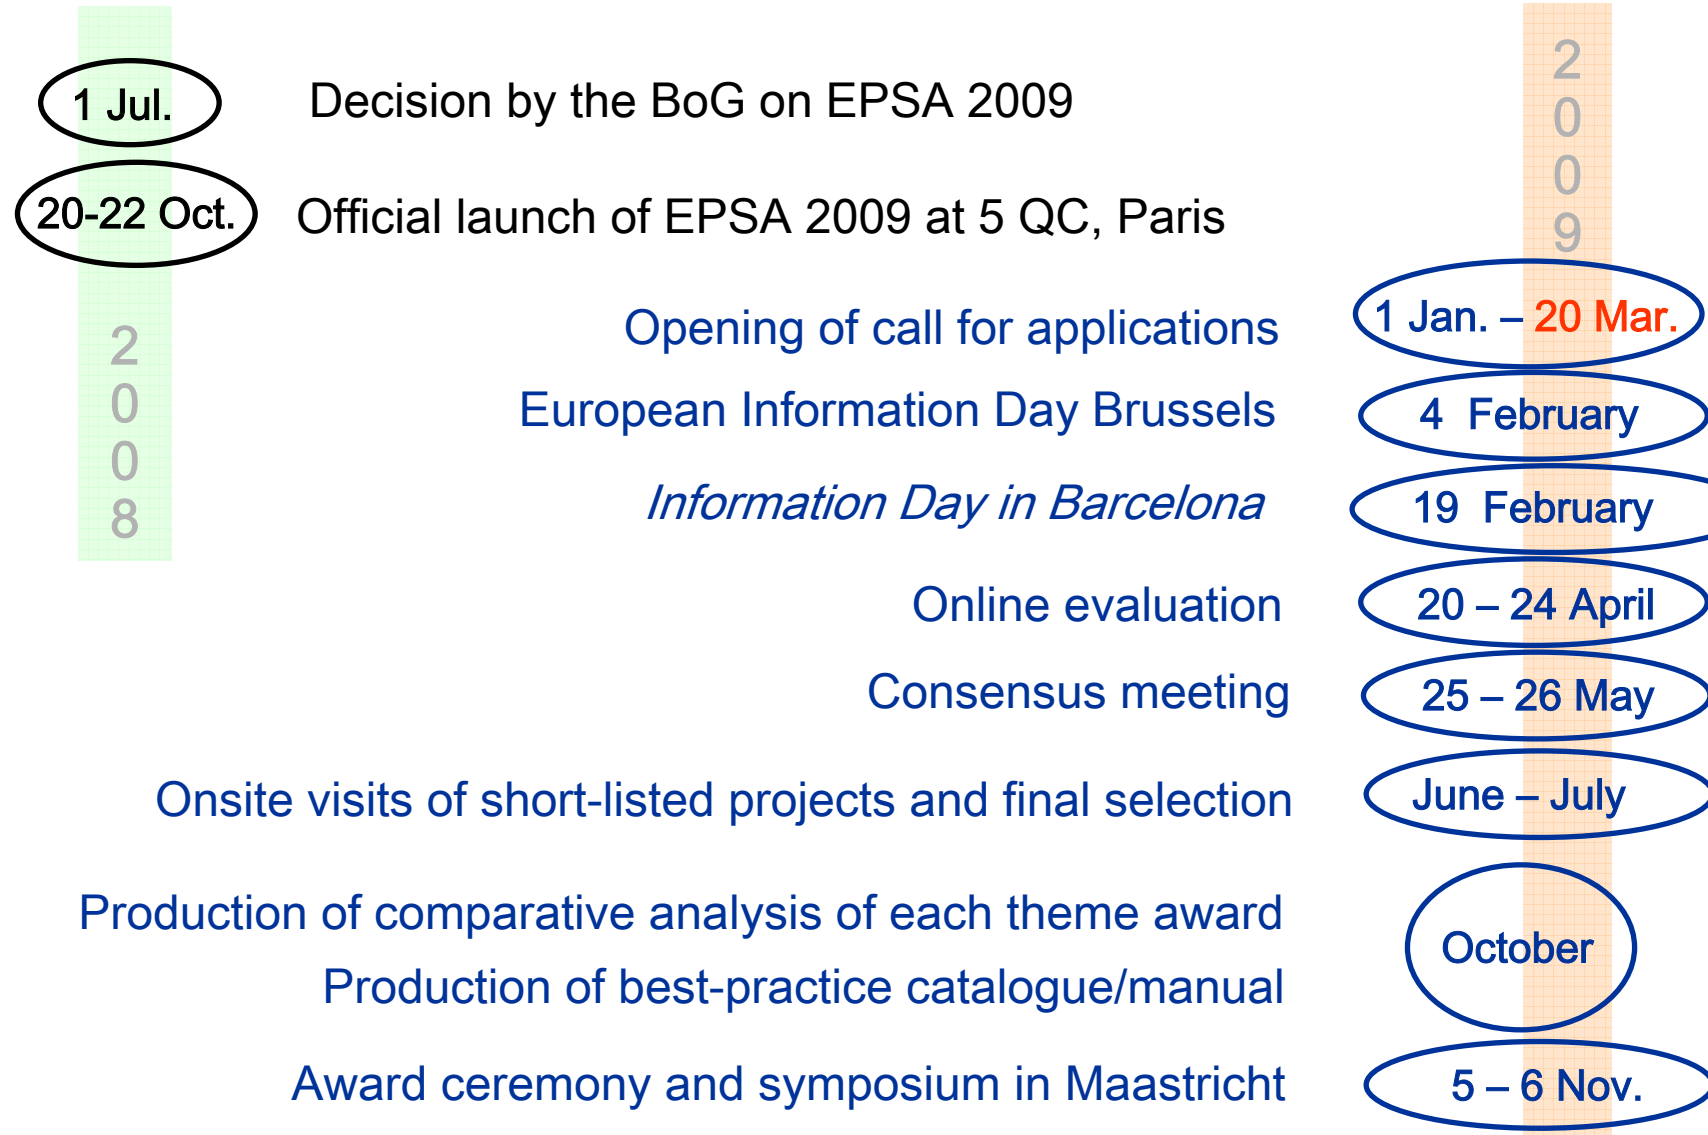 1 Jul.
Decision by the BoG on EPSA 2009
20-22 Oct.
Official launch of EPSA 2009 at 5 QC, Paris
2
0
0
8
2
0
0
9
Opening of call for applications
1 Jan. – 20 Mar.
European Information Day Brussels
4 February
Information Day in Barcelona
19 February
Online evaluation
20 – 24 April
Consensus meeting
25 – 26 May
Onsite visits of short-listed projects and final selection
June – July
Production of comparative analysis of each theme award
Production of best-practice catalogue/manual
October
Award ceremony and symposium in Maastricht
5 – 6 Nov.